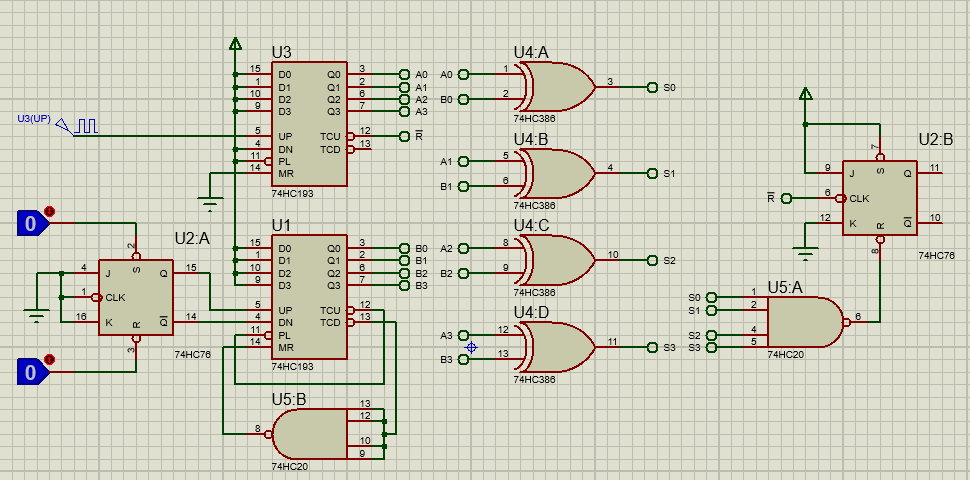 U3
15 D0 Q0 3 A0
1 D1 Q1 2 A1
10 D2 Q2 6 A2
9 D3 Q3 7 A3
U3(UP)
5 UP TCU 12 R
4 DN TCD 13
11 PL
14 MR
74HC193
U1
15 D0 Q0 3 B0
1 D1 Q1 2 B1
10 D2 Q2 6 B2
9 D3 Q3 7 B3
5 UP TCU 12
4 DN TCD 13
11 PL
14 MR
74HC193
0
0
U2:A
2
S
4 J Q 15
1 CLK
16 K Q 14
R
3
74HC76
U5:B
13
12
10
9
8
74HC20
U4:A
A0 1
B0 2
3 S0
74HC386
U4:B
A1 5
B1 6
4 S1
74HC386
U4:C
A2 8
B2 9
10 S2
74HC386
U4:D
A3 12
B3 13
11 S3
74HC386
U2:B
7
S
9 J Q 11
R 6 CLK
12 K Q 10
R
8
74HC76
U5:A
S0 1
S1 2
S2 4
S3 5
6
74HC20